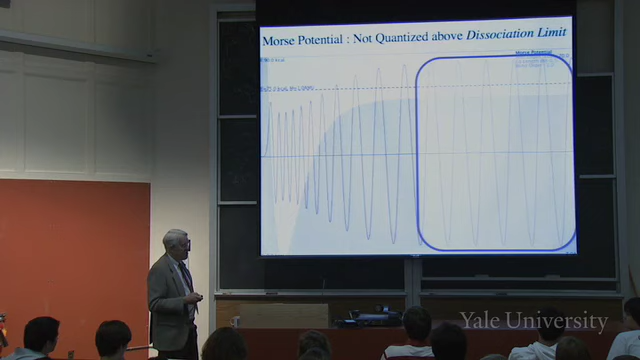 Morse Potential : Not Quantized above Dissociation Limit
Morse Potential
Yale University